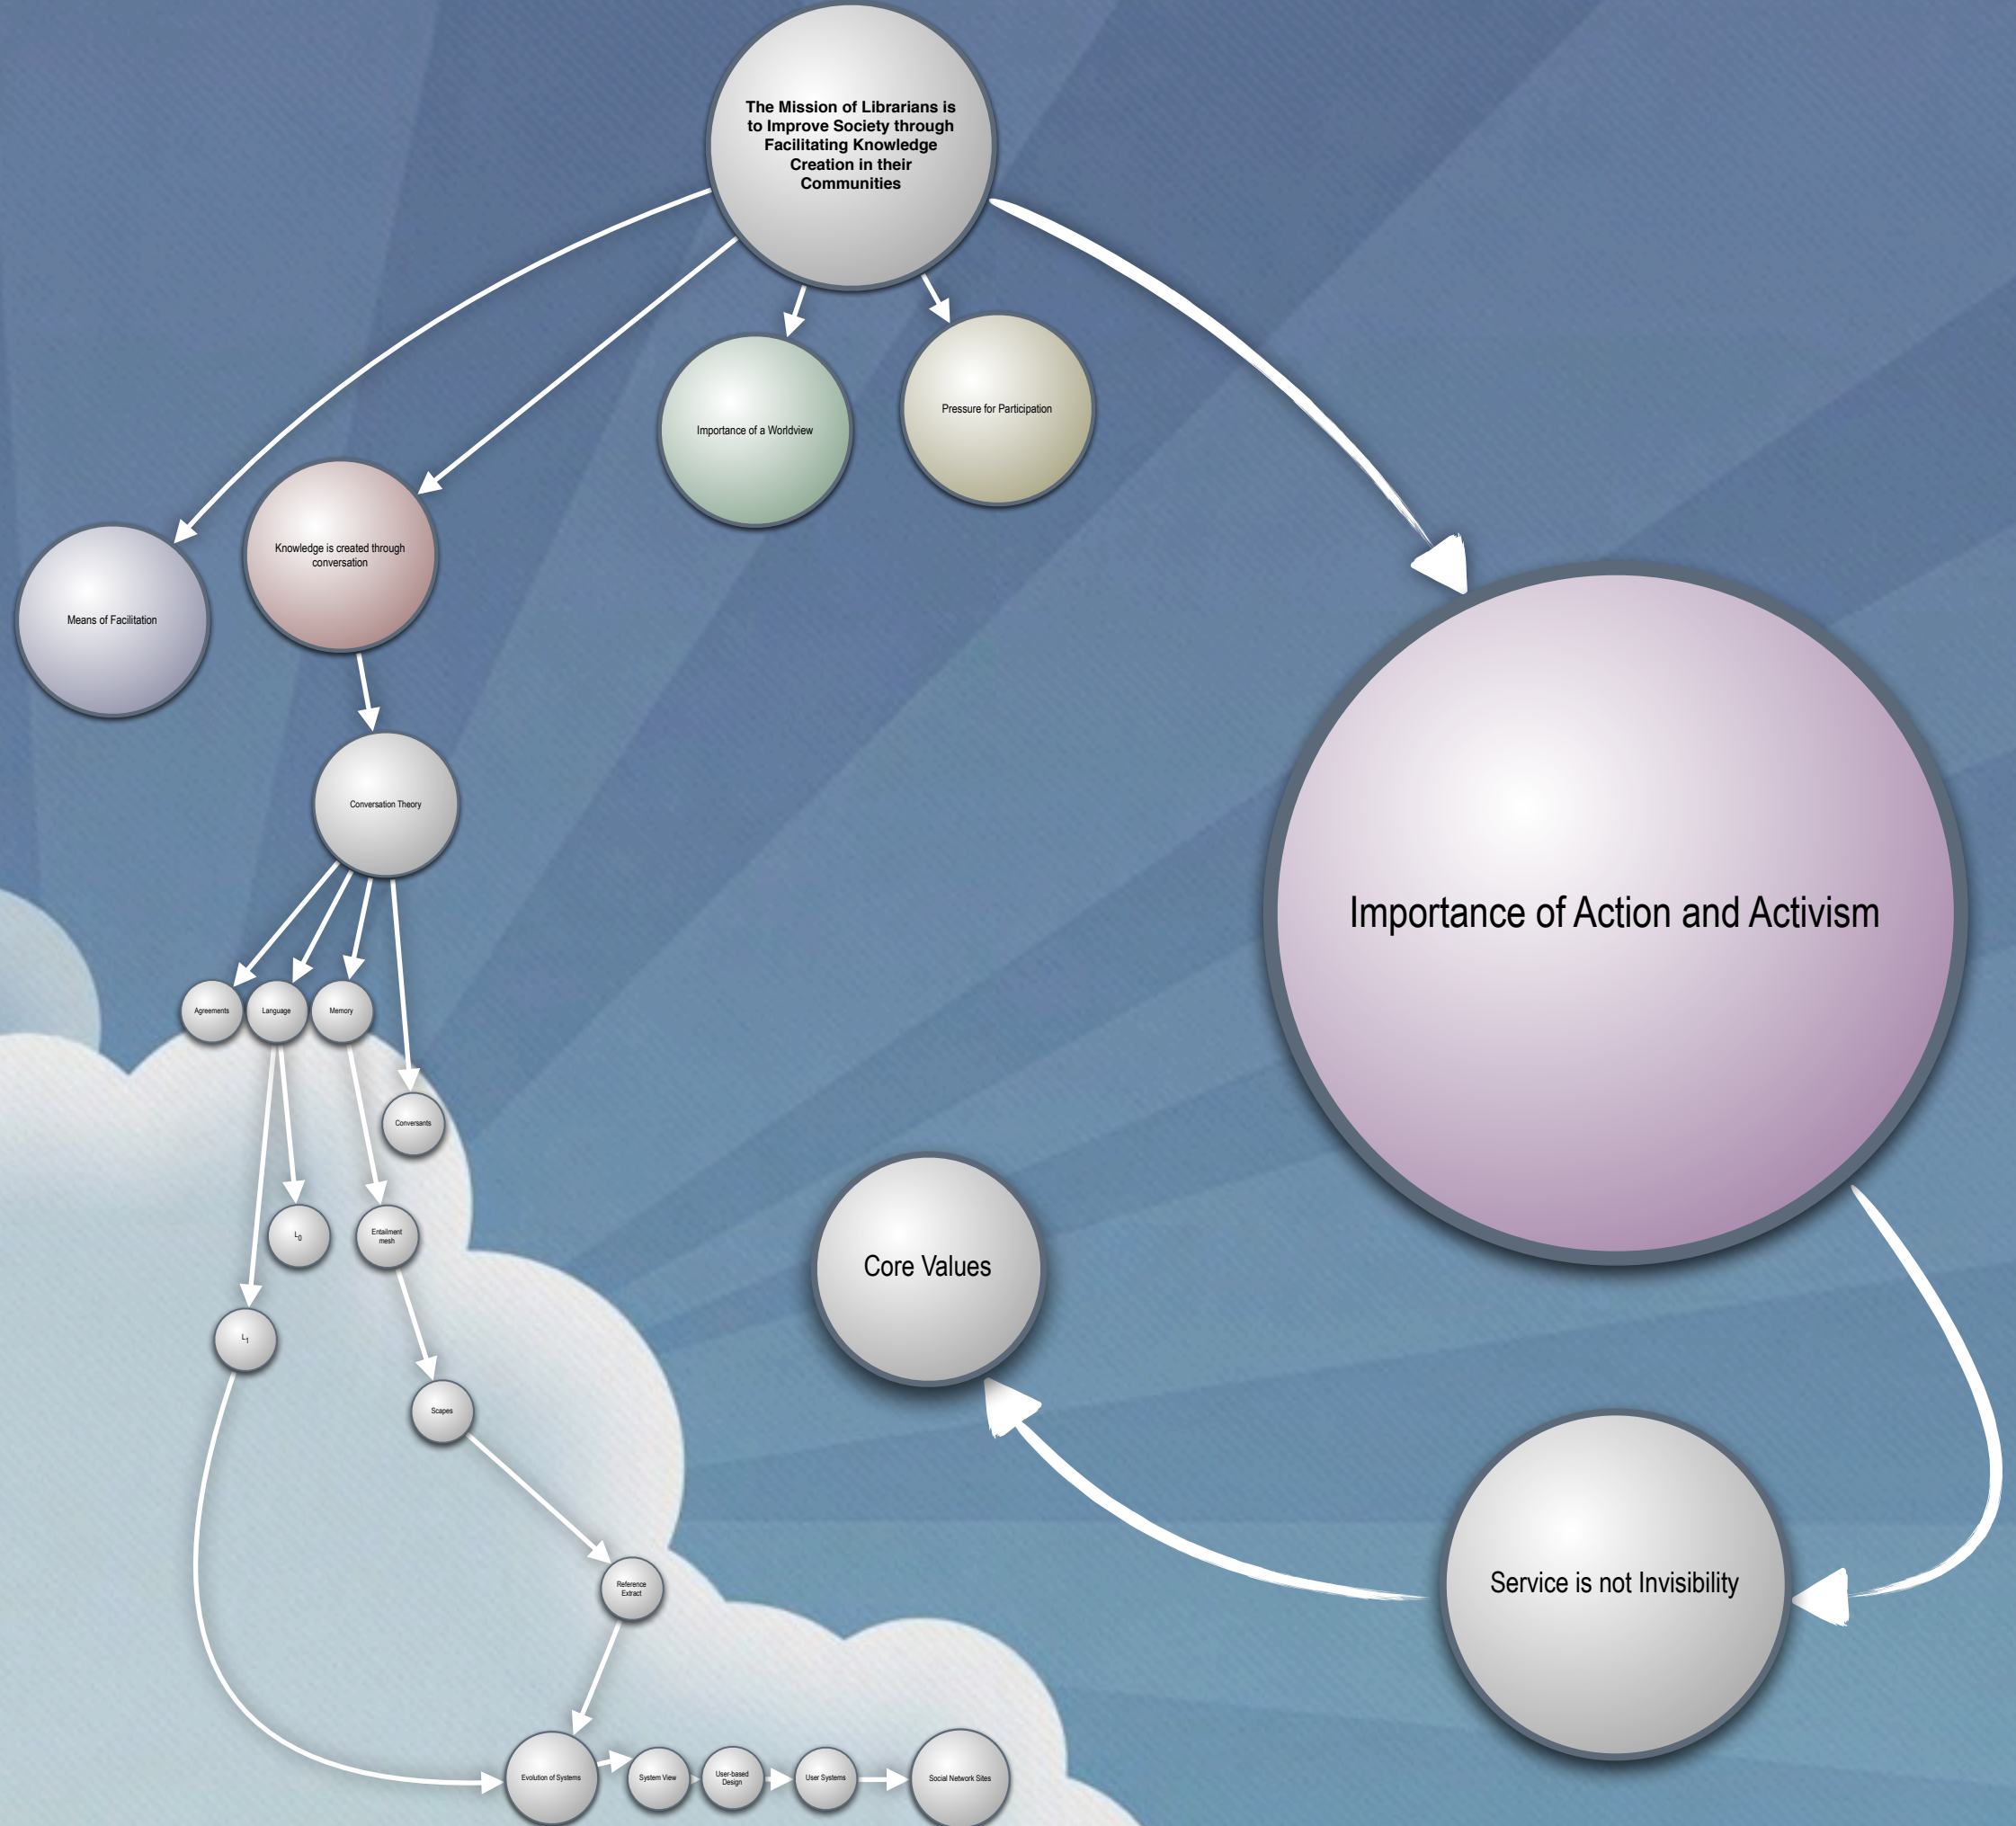 The Mission of Librarians is
to Improve Society through
Facilitating Knowledge
Creation in their
Communities
Importance of a Worldview
Pressure for Participation
Knowledge is created through
conversation
Means of Facilitation
Conversation Theory
Importance of Action and Activism
Agreements
Language
Memory
Conversants
L₀
Entailment
mesh
L₁
Scapes
Core Values
Service is not Invisibility
Reference
Extract
Evolution of Systems
System View
User-based
Design
User Systems
Social Network Sites